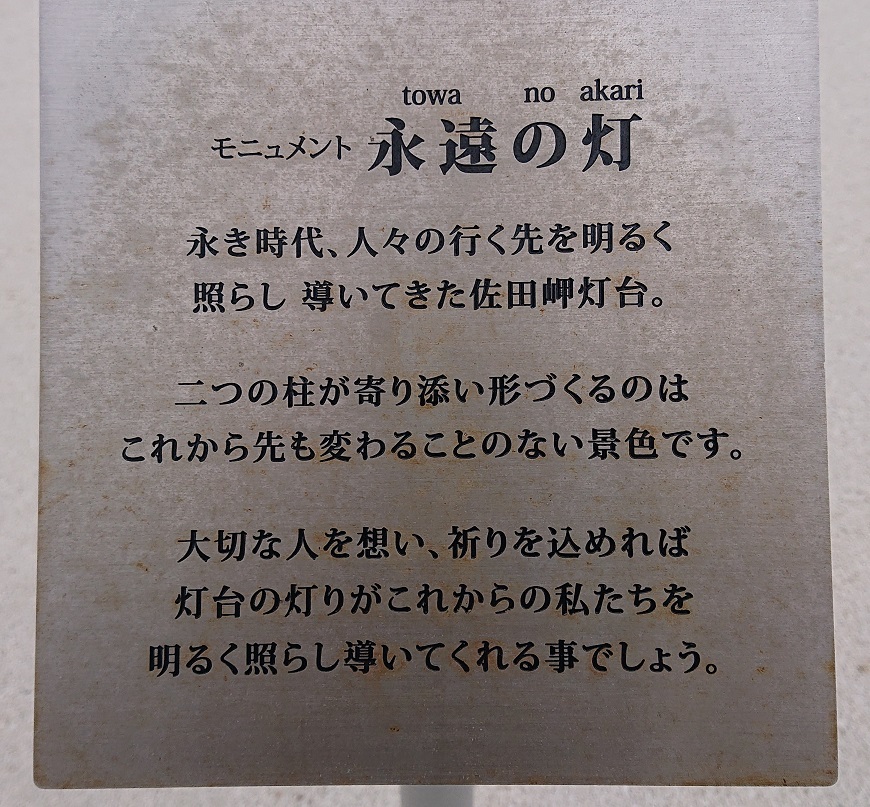 towa no akari
モニュメント 永遠の灯
永き時代、人々の行く先を明るく
照らし 導いてきた佐田岬灯台。
二つの柱が寄り添い形づくるのは
これから先も変わることのない景色です。
大切な人を想い、祈りを込めれば
灯台の灯りがこれからの私たちを
明るく照らし導いてくれる事でしょう。